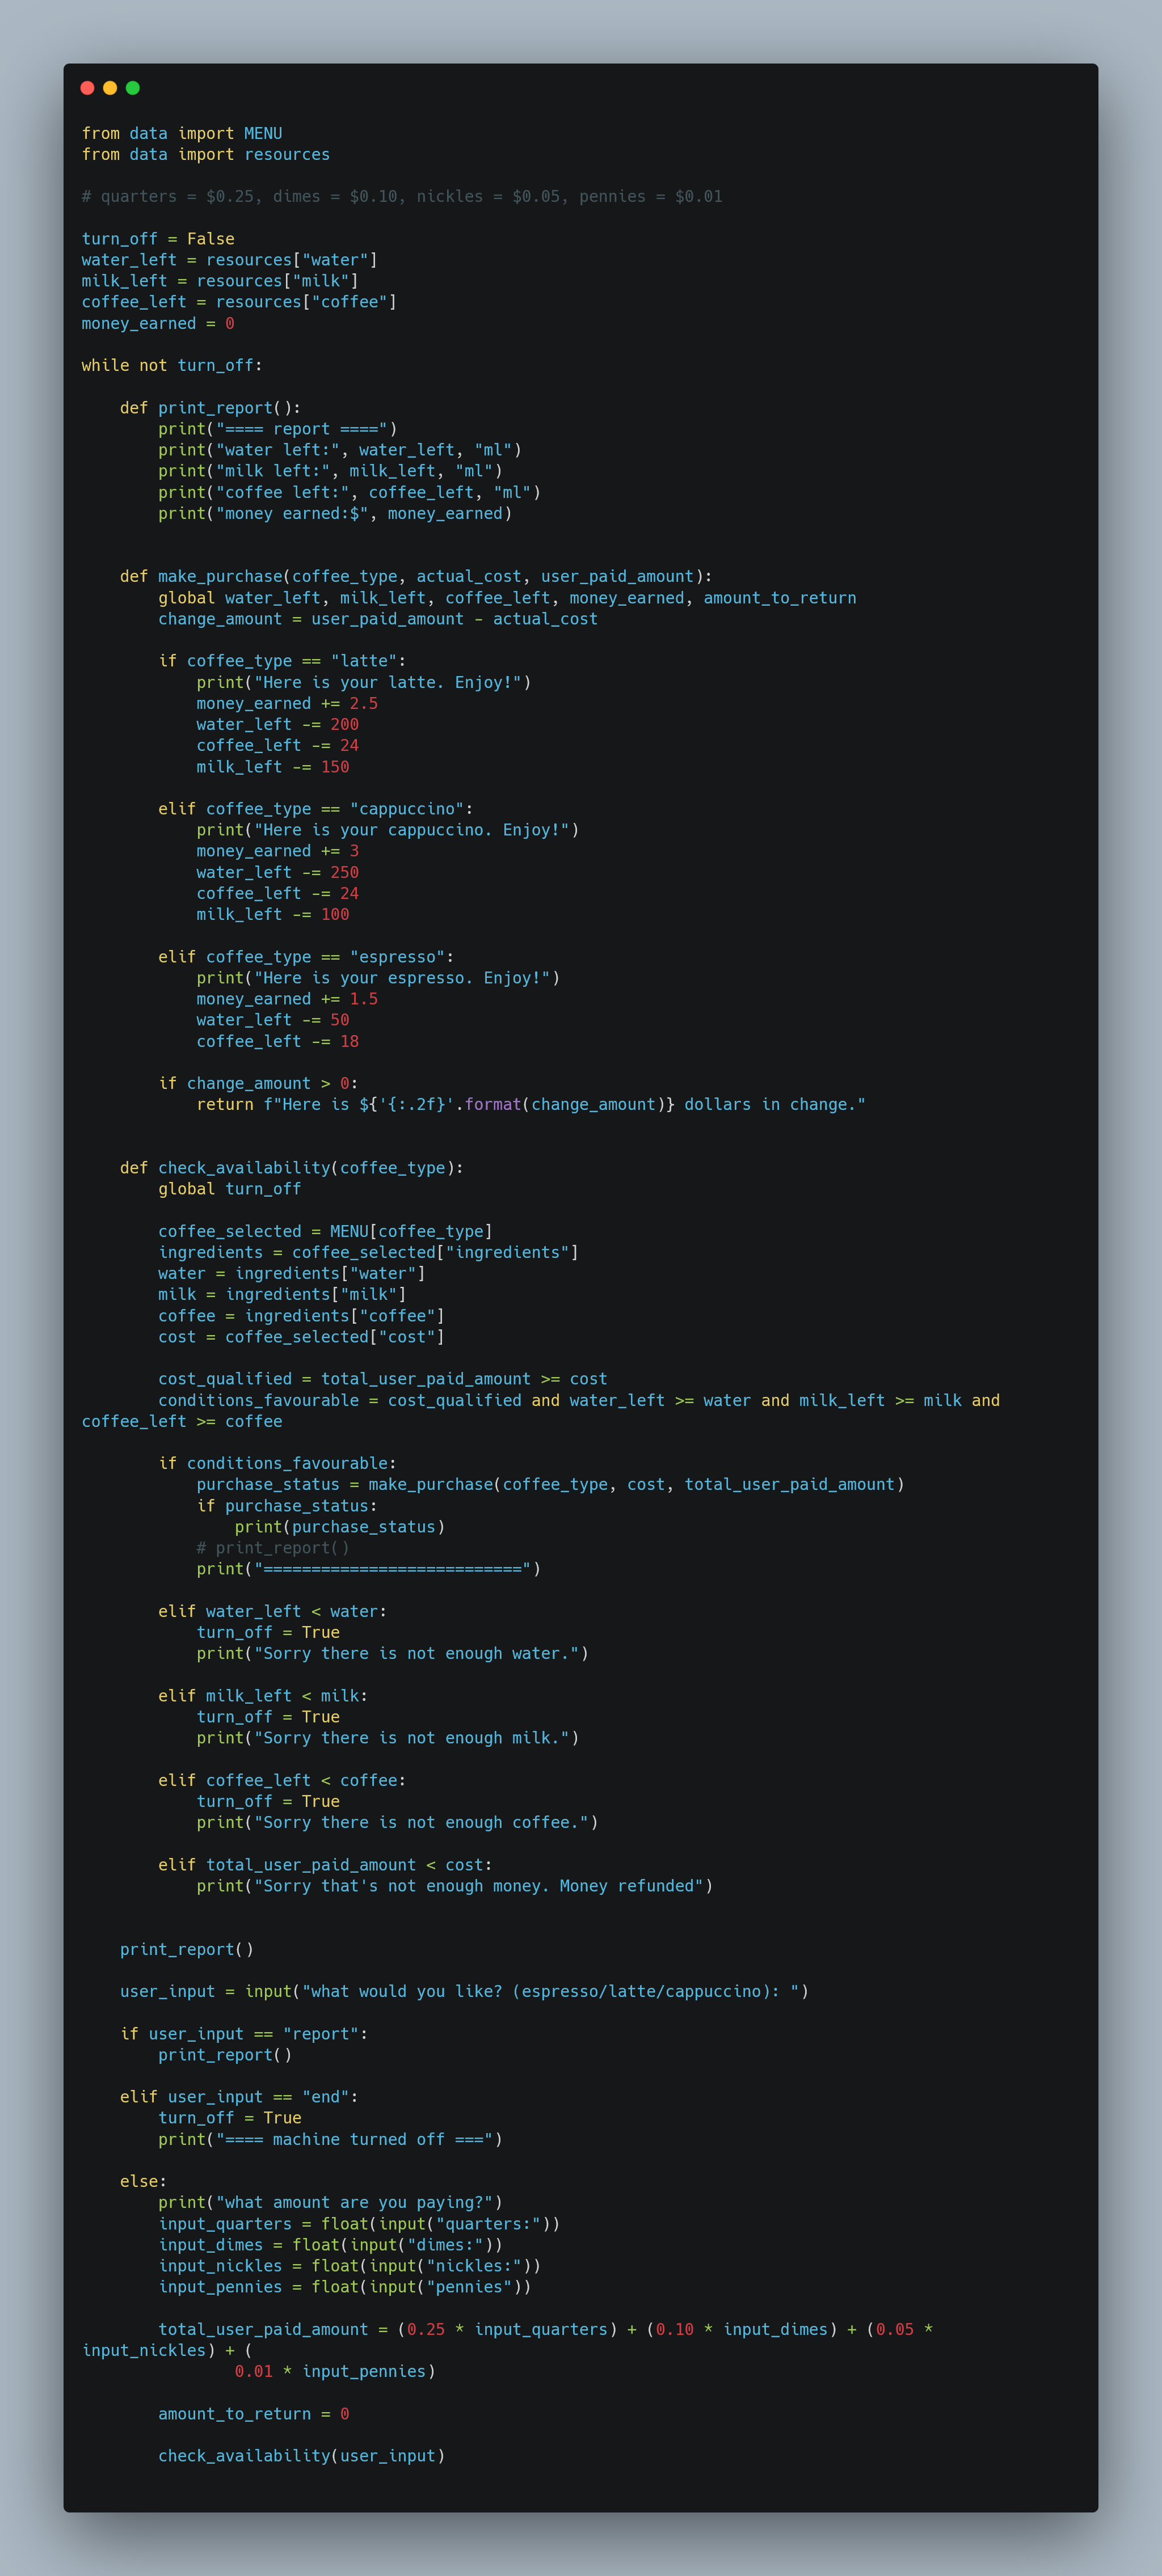 from data import MENU
from data import resources

# quarters = $0.25, dimes = $0.10, nickles = $0.05, pennies = $0.01

turn_off = False
water_left = resources["water"]
milk_left = resources["milk"]
coffee_left = resources["coffee"]
money_earned = 0

while not turn_off:

    def print_report():
        print("==== report ====")
        print("water left:", water_left, "ml")
        print("milk left:", milk_left, "ml")
        print("coffee left:", coffee_left, "ml")
        print("money earned:$", money_earned)


    def make_purchase(coffee_type, actual_cost, user_paid_amount):
        global water_left, milk_left, coffee_left, money_earned, amount_to_return
        change_amount = user_paid_amount - actual_cost

        if coffee_type == "latte":
            print("Here is your latte. Enjoy!")
            money_earned += 2.5
            water_left -= 200
            coffee_left -= 24
            milk_left -= 150

        elif coffee_type == "cappuccino":
            print("Here is your cappuccino. Enjoy!")
            money_earned += 3
            water_left -= 250
            coffee_left -= 24
            milk_left -= 100

        elif coffee_type == "espresso":
            print("Here is your espresso. Enjoy!")
            money_earned += 1.5
            water_left -= 50
            coffee_left -= 18

        if change_amount > 0:
            return f"Here is ${'{:.2f}'.format(change_amount)} dollars in change."


    def check_availability(coffee_type):
        global turn_off

        coffee_selected = MENU[coffee_type]
        ingredients = coffee_selected["ingredients"]
        water = ingredients["water"]
        milk = ingredients["milk"]
        coffee = ingredients["coffee"]
        cost = coffee_selected["cost"]

        cost_qualified = total_user_paid_amount >= cost
        conditions_favourable = cost_qualified and water_left >= water and milk_left >= milk and
coffee_left >= coffee

        if conditions_favourable:
            purchase_status = make_purchase(coffee_type, cost, total_user_paid_amount)
            if purchase_status:
                print(purchase_status)
            # print_report()
            print("===========================")

        elif water_left < water:
            turn_off = True
            print("Sorry there is not enough water.")

        elif milk_left < milk:
            turn_off = True
            print("Sorry there is not enough milk.")

        elif coffee_left < coffee:
            turn_off = True
            print("Sorry there is not enough coffee.")

        elif total_user_paid_amount < cost:
            print("Sorry that's not enough money. Money refunded")


    print_report()

    user_input = input("what would you like? (espresso/latte/cappuccino): ")

    if user_input == "report":
        print_report()

    elif user_input == "end":
        turn_off = True
        print("==== machine turned off ===")

    else:
        print("what amount are you paying?")
        input_quarters = float(input("quarters:"))
        input_dimes = float(input("dimes:"))
        input_nickles = float(input("nickles:"))
        input_pennies = float(input("pennies"))

        total_user_paid_amount = (0.25 * input_quarters) + (0.10 * input_dimes) + (0.05 *
input_nickles) + (
                0.01 * input_pennies)

        amount_to_return = 0

        check_availability(user_input)